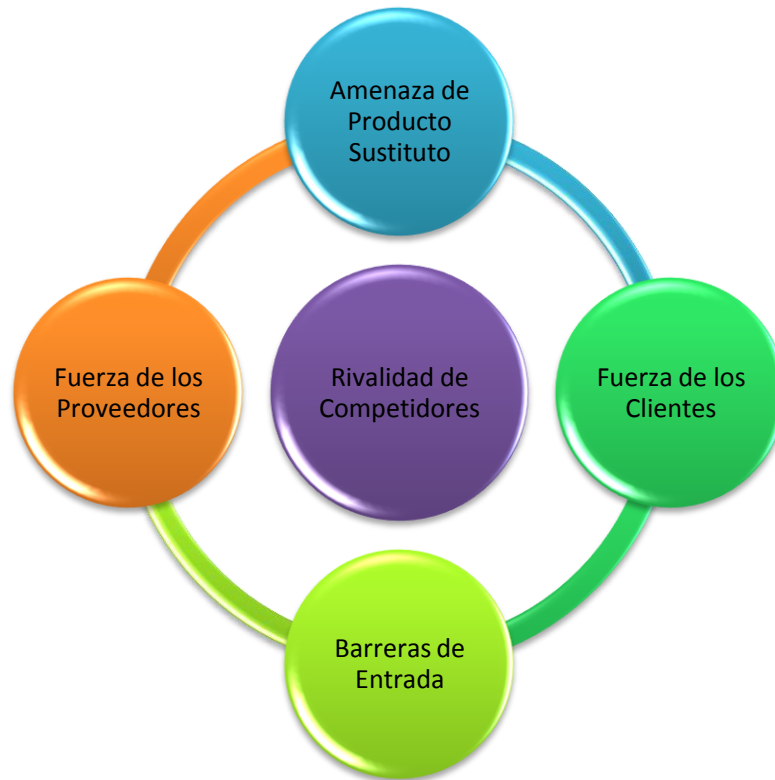 Amenaza de
Producto
Sustituto
Fuerza de los
Proveedores
Rivalidad de
Competidores
Fuerza de los
Clientes
Barreras de
Entrada